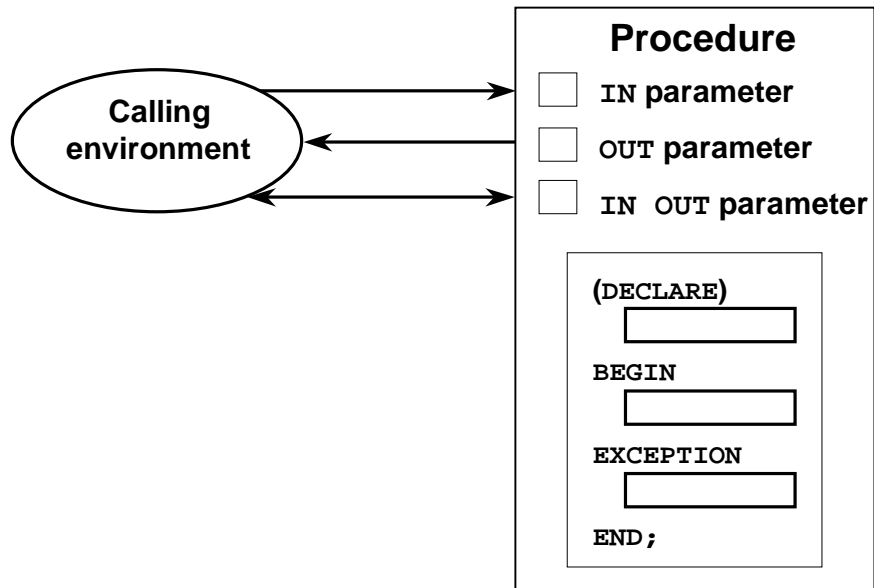 Procedure
Calling
environment
IN parameter
OUT parameter
IN OUT parameter
(DECLARE)
BEGIN
EXCEPTION
END;